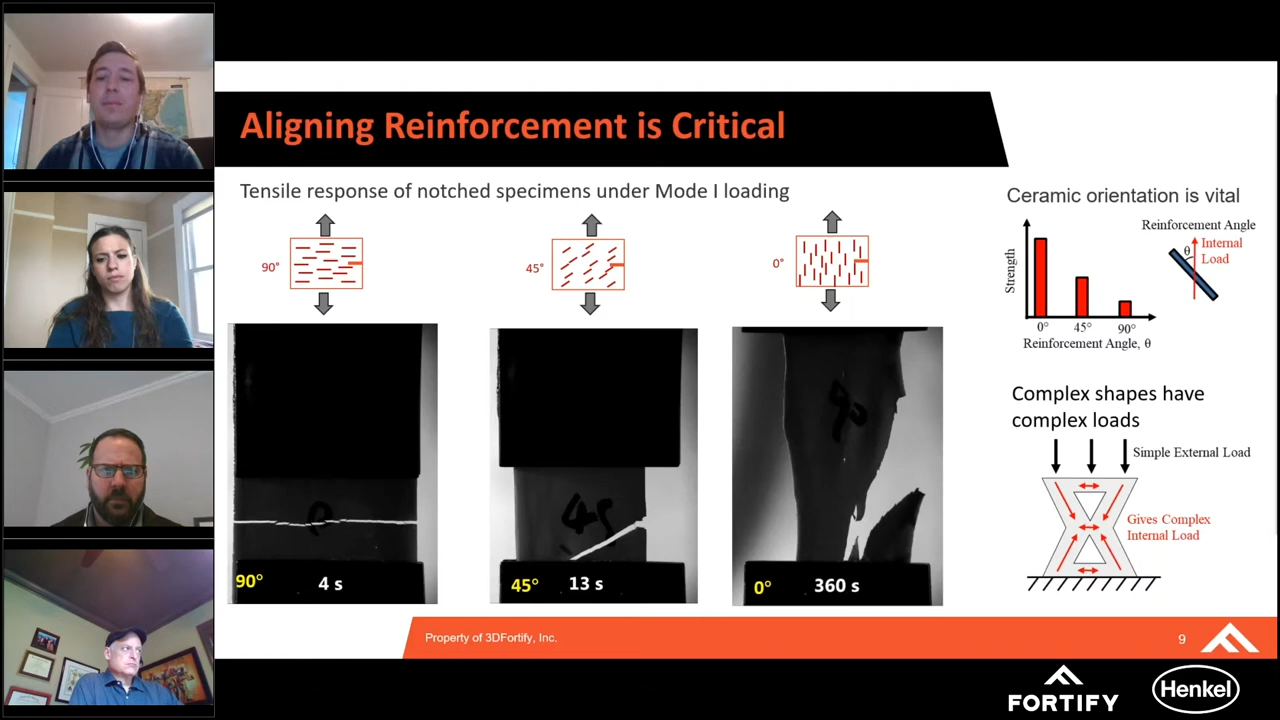 Aligning Reinforcement is Critical
Tensile response of notched specimens under Mode I loading
90°
45°
0°
90°
4 s
45
45°
13 s
90
0°
360 s
Ceramic orientation is vital
Reinforcement Angle
θ
Internal
Load
Strength
0°
45°
90°
Reinforcement Angle, θ
Complex shapes have
complex loads
Simple External Load
Gives Complex
Internal Load
Property of 3DFortify, Inc.
9
FORTIFY
Henkel